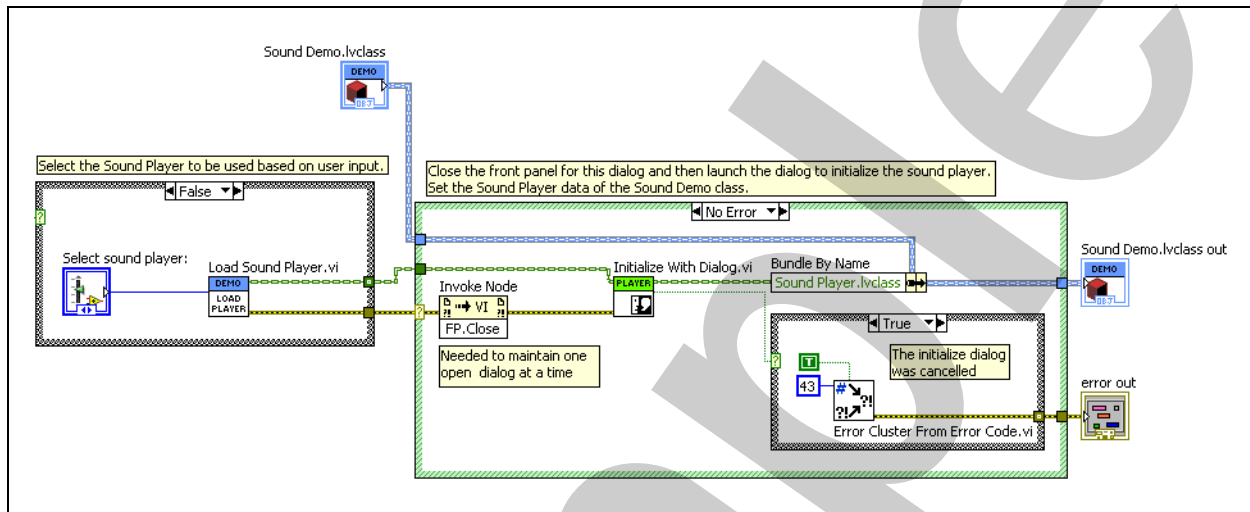 Sound Demo.lvclass
DEMO
OBJ
Select the Sound Player to be used based on user input.
False
?
Select sound player:
Load Sound Player.vi
DEMO
LOAD
PLAYER
Close the front panel for this dialog and then launch the dialog to initialize the sound player.
Set the Sound Player data of the Sound Demo class.
No Error
?
Invoke Node
?! VI ?!
FP.Close
Needed to maintain one
open dialog at a time
Initialize With Dialog.vi
PLAYER
Bundle By Name
Sound Player.lvclass
True
?
T
43
The initialize dialog
was cancelled
# ?!
?!
Error Cluster From Error Code.vi
Sound Demo.lvclass out
DEMO
OBJ
error out